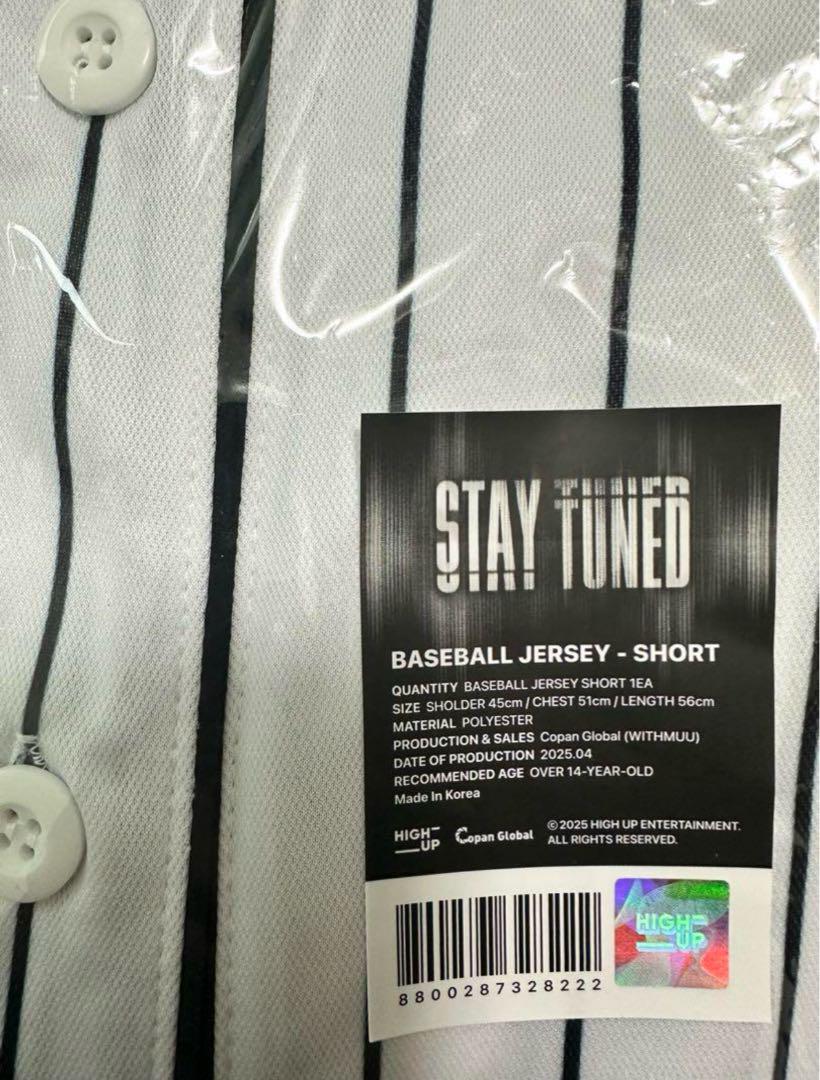 STAY TUNED
BASEBALL JERSEY - SHORT
QUANTITY BASEBALL JERSEY SHORT 1EA
SIZE SHOLDER 45cm / CHEST 51cm / LENGTH 56cm
MATERIAL POLYESTER
PRODUCTION & SALES Copan Global (WITHMUU)
DATE OF PRODUCTION 2025.04
RECOMMENDED AGE OVER 14-YEAR-OLD
Made In Korea
HIGH UP
Copan Global
© 2025 HIGH UP ENTERTAINMENT.
ALL RIGHTS RESERVED.
8800287328222
HIGH UP